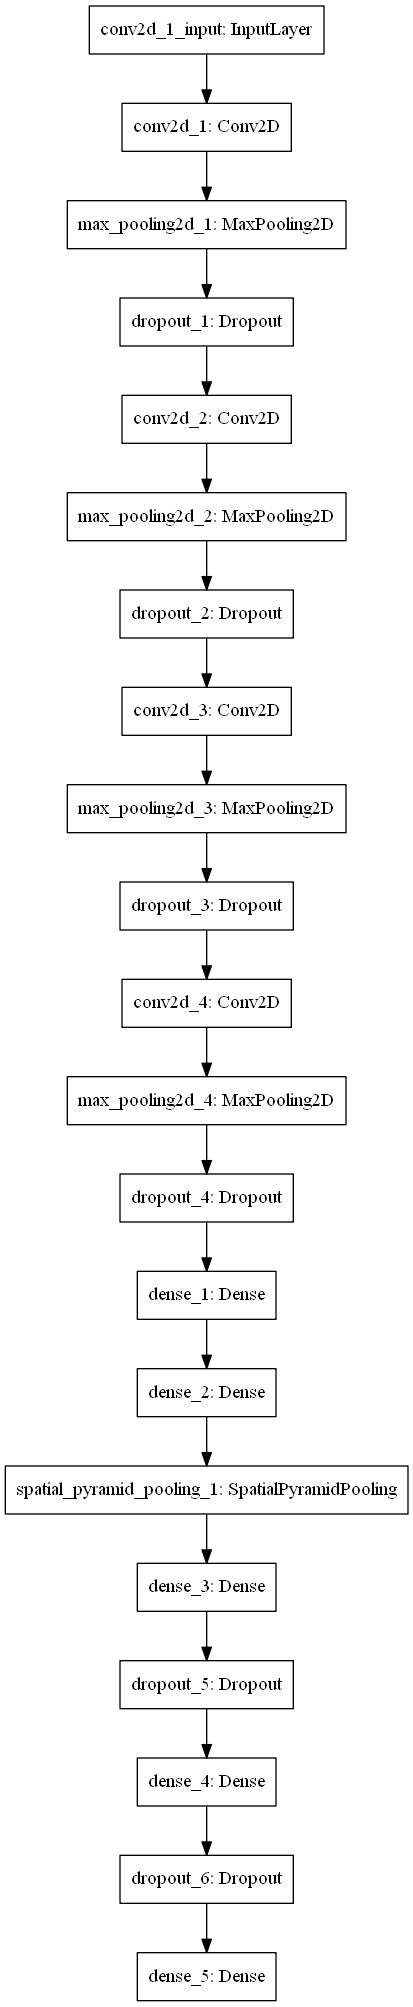 conv2d_1_input: InputLayer
conv2d_1: Conv2D
max_pooling2d_1: MaxPooling2D
dropout_1: Dropout
conv2d_2: Conv2D
max_pooling2d_2: MaxPooling2D
dropout_2: Dropout
conv2d_3: Conv2D
max_pooling2d_3: MaxPooling2D
dropout_3: Dropout
conv2d_4: Conv2D
max_pooling2d_4: MaxPooling2D
dropout_4: Dropout
dense_1: Dense
dense_2: Dense
spatial_pyramid_pooling_1: SpatialPyramidPooling
dense_3: Dense
dropout_5: Dropout
dense_4: Dense
dropout_6: Dropout
dense_5: Dense